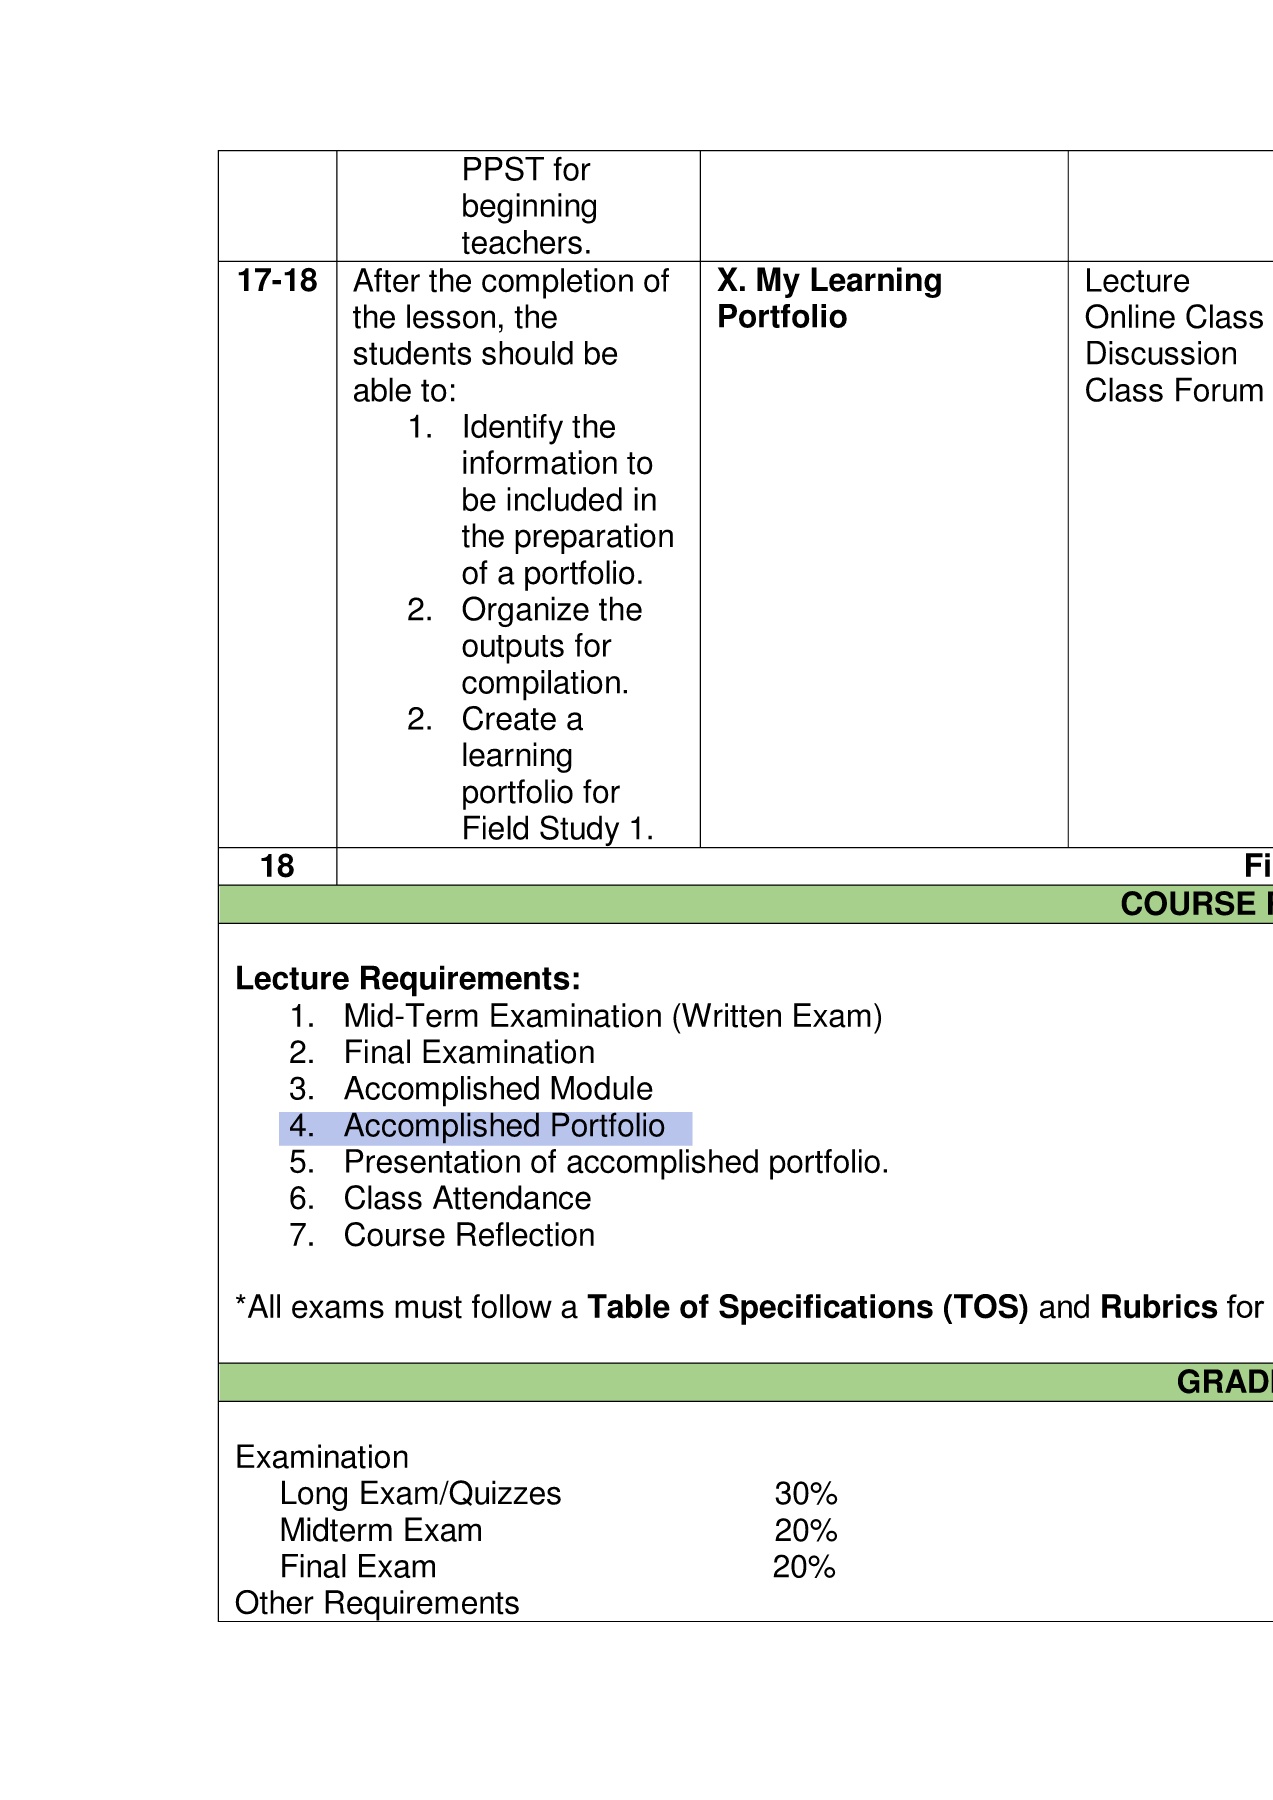 PPST for
beginning
teachers.
17-18
After the completion of
the lesson, the
students should be
able to:
1. Identify the
information to
be included in
the preparation
of a portfolio.
2. Organize the
outputs for
compilation.
2. Create a
learning
portfolio for
Field Study 1.
X. My Learning
Portfolio
Lecture
Online Class
Discussion
Class Forum
18
Fi
COURSE
Lecture Requirements:
1. Mid-Term Examination (Written Exam)
2. Final Examination
3. Accomplished Module
4. Accomplished Portfolio
5. Presentation of accomplished portfolio.
6. Class Attendance
7. Course Reflection
*All exams must follow a Table of Specifications (TOS) and Rubrics for
GRAD
Examination
Long Exam/Quizzes 30%
Midterm Exam 20%
Final Exam 20%
Other Requirements